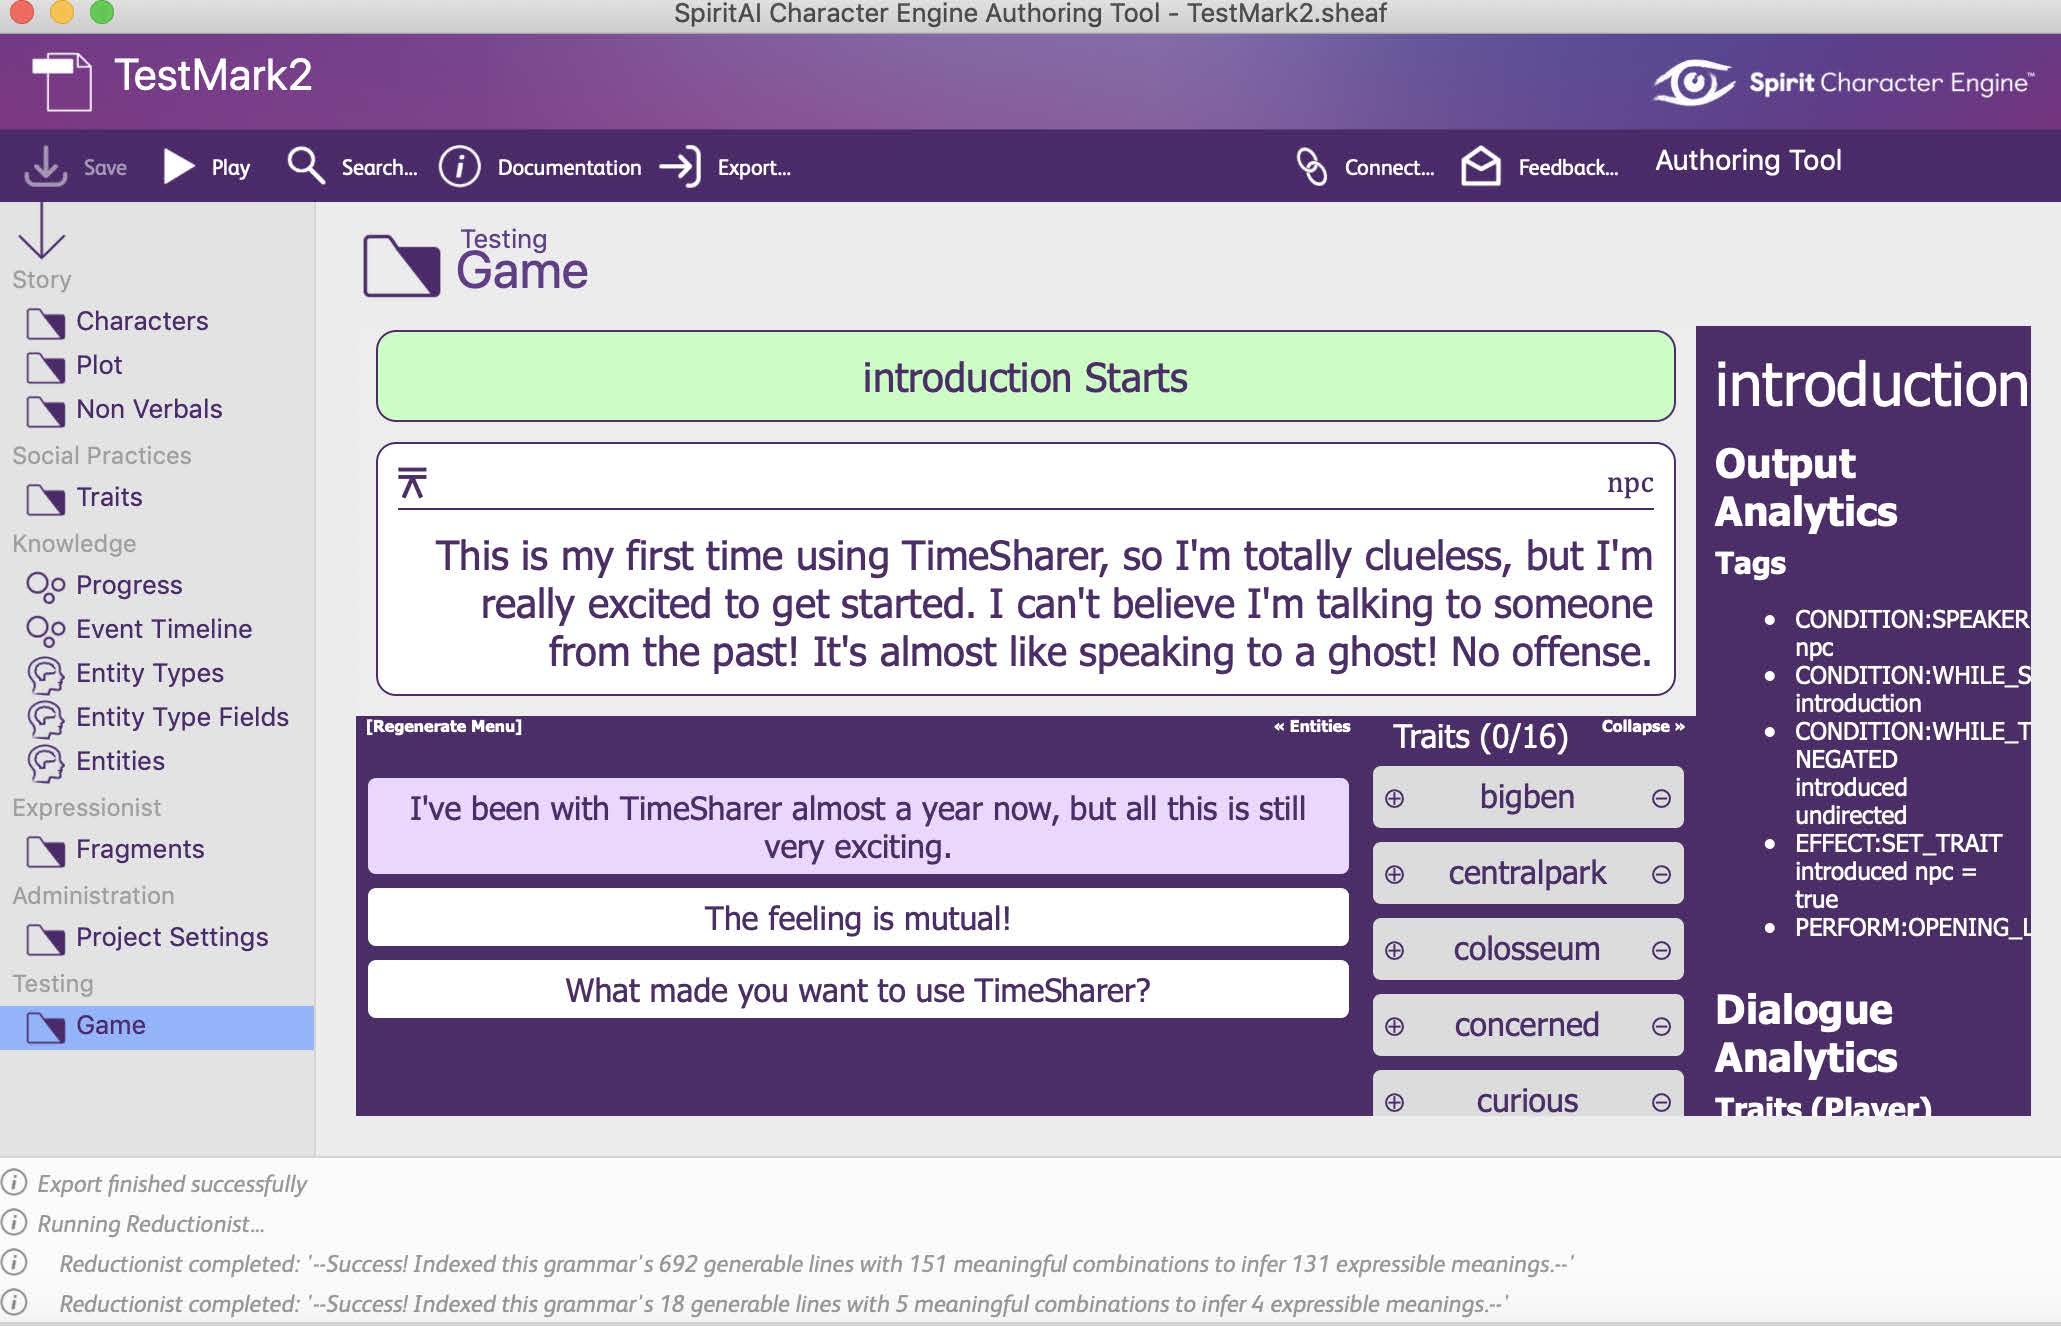 SpiritAI Character Engine Authoring Tool - TestMark2.sheaf
TestMark2
Spirit Character Engine™
Save
Play
Search...
Documentation
Export...
Connect...
Feedback...
Authoring Tool
Story
Characters
Plot
Non Verbals
Social Practices
Traits
Knowledge
Progress
Event Timeline
Entity Types
Entity Type Fields
Entities
Expressionist
Fragments
Administration
Project Settings
Testing
Game
Testing
Game
introduction Starts
npc
This is my first time using TimeSharer, so I'm totally clueless, but I'm
really excited to get started. I can't believe I'm talking to someone
from the past! It's almost like speaking to a ghost! No offense.
[Regenerate Menu]
« Entities
I've been with TimeSharer almost a year now, but all this is still
very exciting.
The feeling is mutual!
What made you want to use TimeSharer?
Traits (0/16)
Collapse »
bigben
centralpark
colosseum
concerned
curious
introduction
Output
Analytics
Tags
CONDITION:SPEAKER
npc
CONDITION:WHILE_S
introduction
CONDITION:WHILE_T
NEGATED
introduced
undirected
EFFECT:SET_TRAIT
introduced npc =
true
PERFORM:OPENING_L
Dialogue
Analytics
Traits (Player)
Export finished successfully
Running Reductionist...
Reductionist completed: '--Success! Indexed this grammar's 692 generable lines with 151 meaningful combinations to infer 131 expressible meanings.--'
Reductionist completed: '--Success! Indexed this grammar's 18 generable lines with 5 meaningful combinations to infer 4 expressible meanings.--'